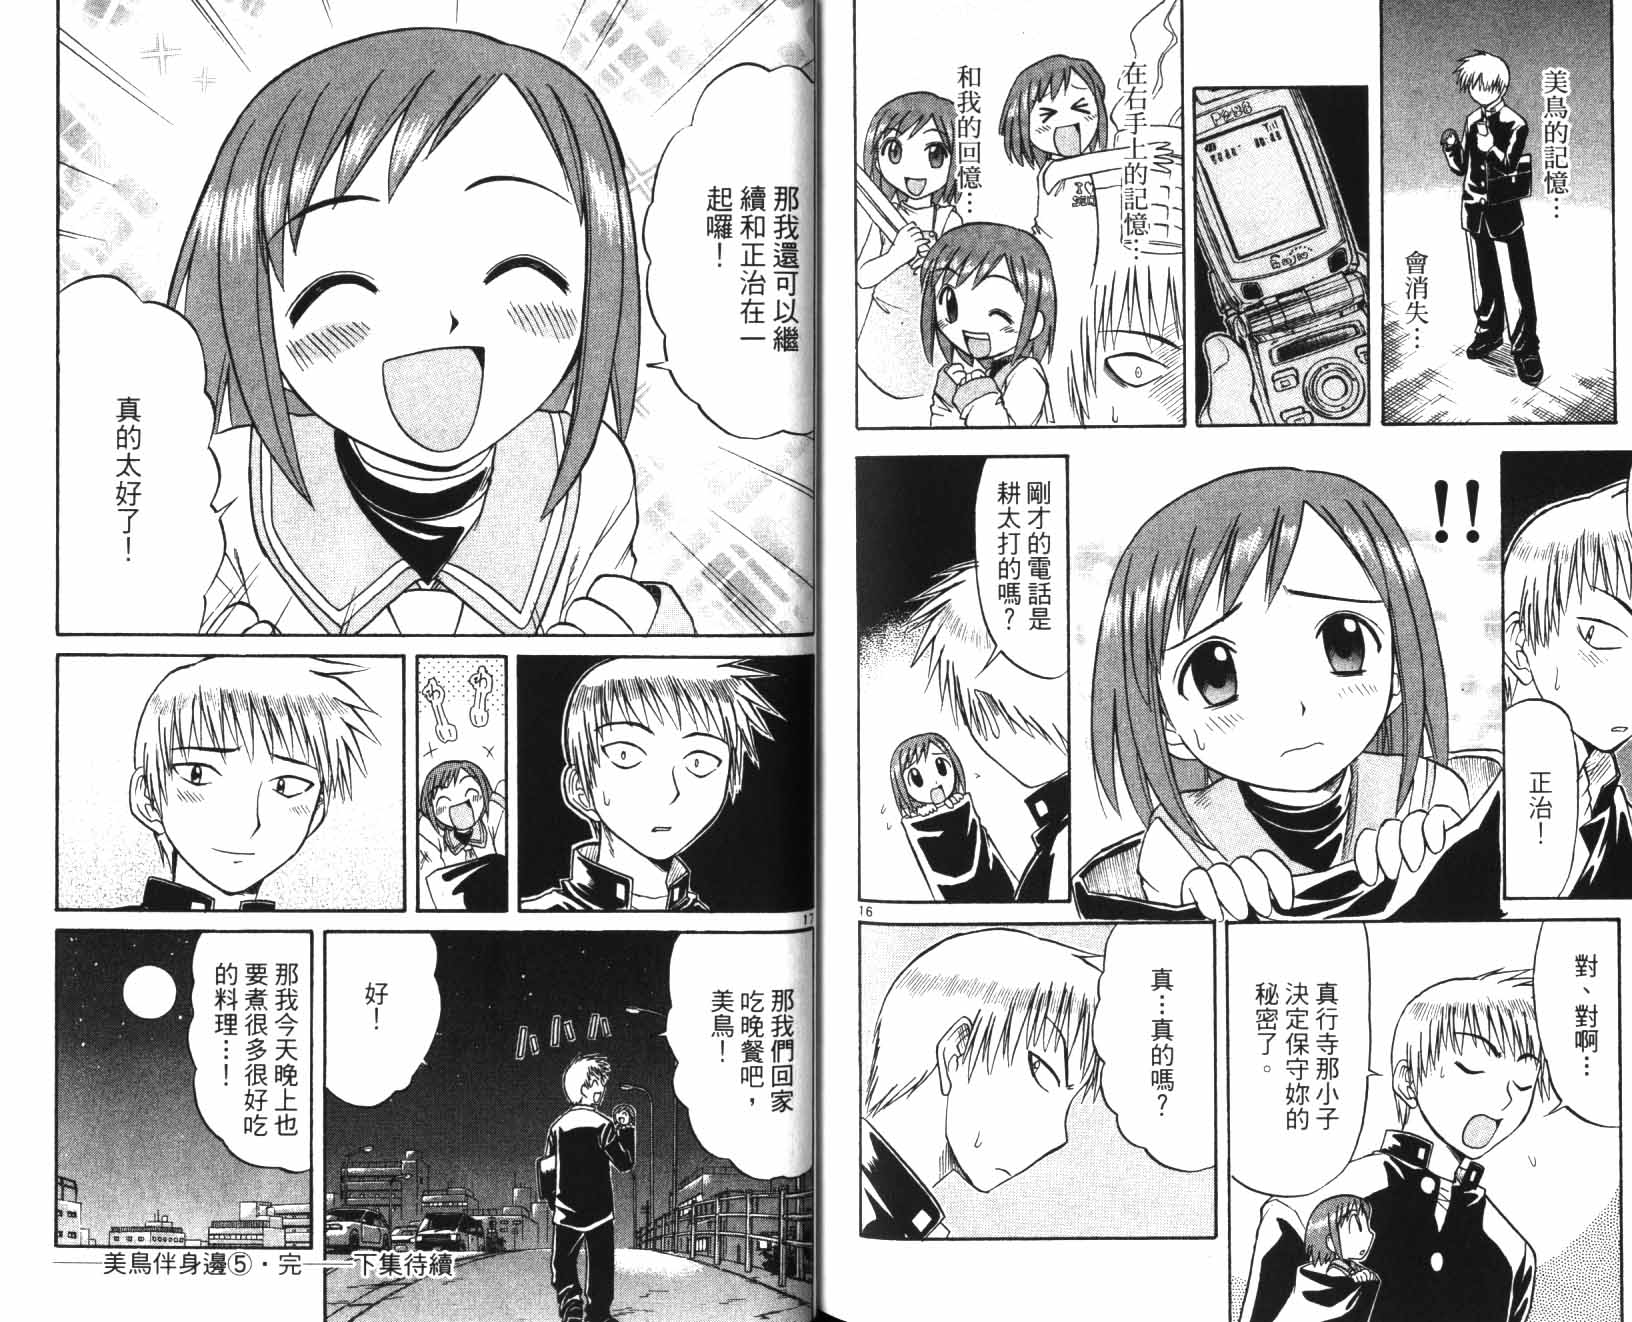 美鳥的記憶…
會消失…
在右手上的記憶…
和我的回憶…
!!
正治！
剛才的電話是
耕太打的嗎？
對、對啊…
真行寺那小子
決定保守妳的
秘密了。
真…真的嗎？
16
那我還可以繼
續和正治在一
起囉！
真的太好了！
17
那我們回家
吃晚餐吧，
美鳥！
好！
那我今天晚上也
要煮很多很好吃
的料理…！
美鳥伴身邊⑤・完
下集待續